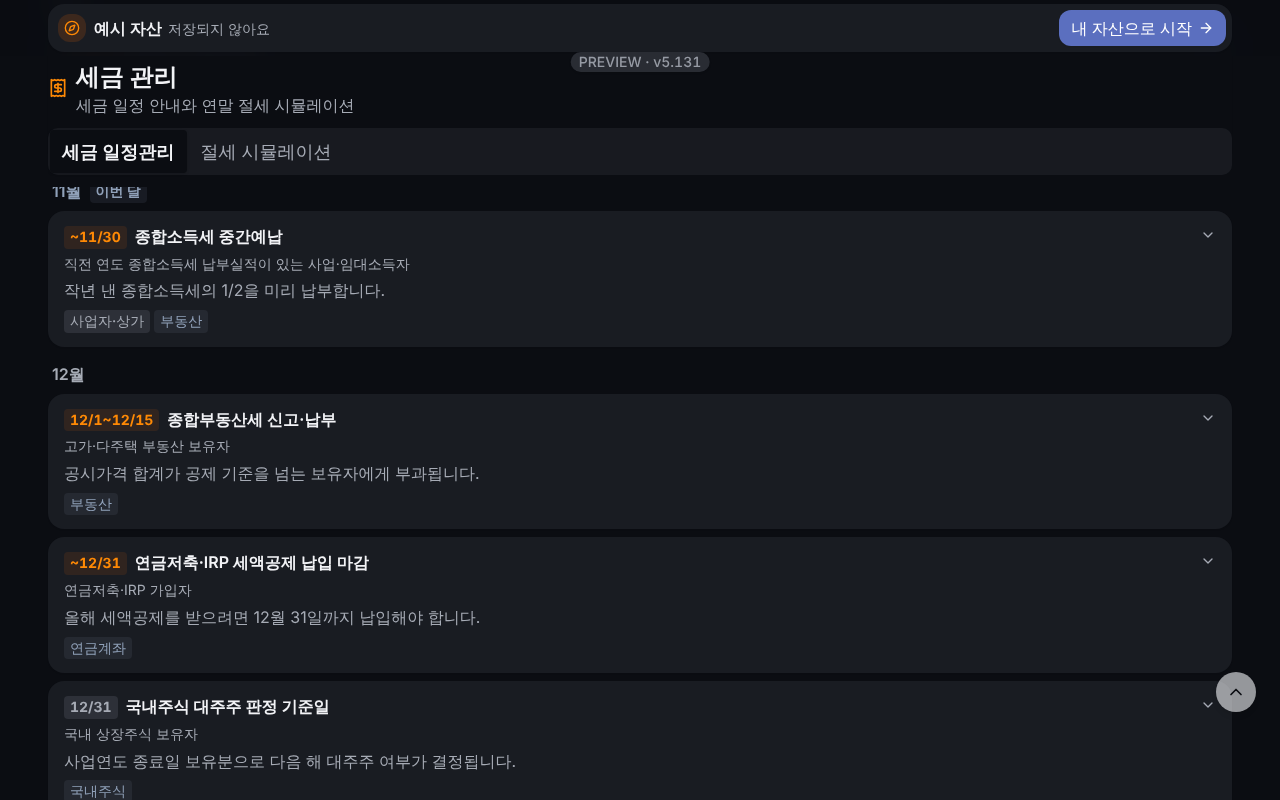 예시 자산 저장되지 않아요
내 자산으로 시작 →
PREVIEW · v5.131
세금 관리
세금 일정 안내와 연말 절세 시뮬레이션
세금 일정관리 절세 시뮬레이션
11월 이번 달
~11/30 종합소득세 중간예납
직전 연도 종합소득세 납부실적이 있는 사업·임대소득자
작년 낸 종합소득세의 1/2을 미리 납부합니다.
사업자·상가 부동산
12월
12/1~12/15 종합부동산세 신고·납부
고가·다주택 부동산 보유자
공시가격 합계가 공제 기준을 넘는 보유자에게 부과됩니다.
부동산
~12/31 연금저축·IRP 세액공제 납입 마감
연금저축·IRP 가입자
올해 세액공제를 받으려면 12월 31일까지 납입해야 합니다.
연금계좌
12/31 국내주식 대주주 판정 기준일
국내 상장주식 보유자
사업연도 종료일 보유분으로 다음 해 대주주 여부가 결정됩니다.
국내주식